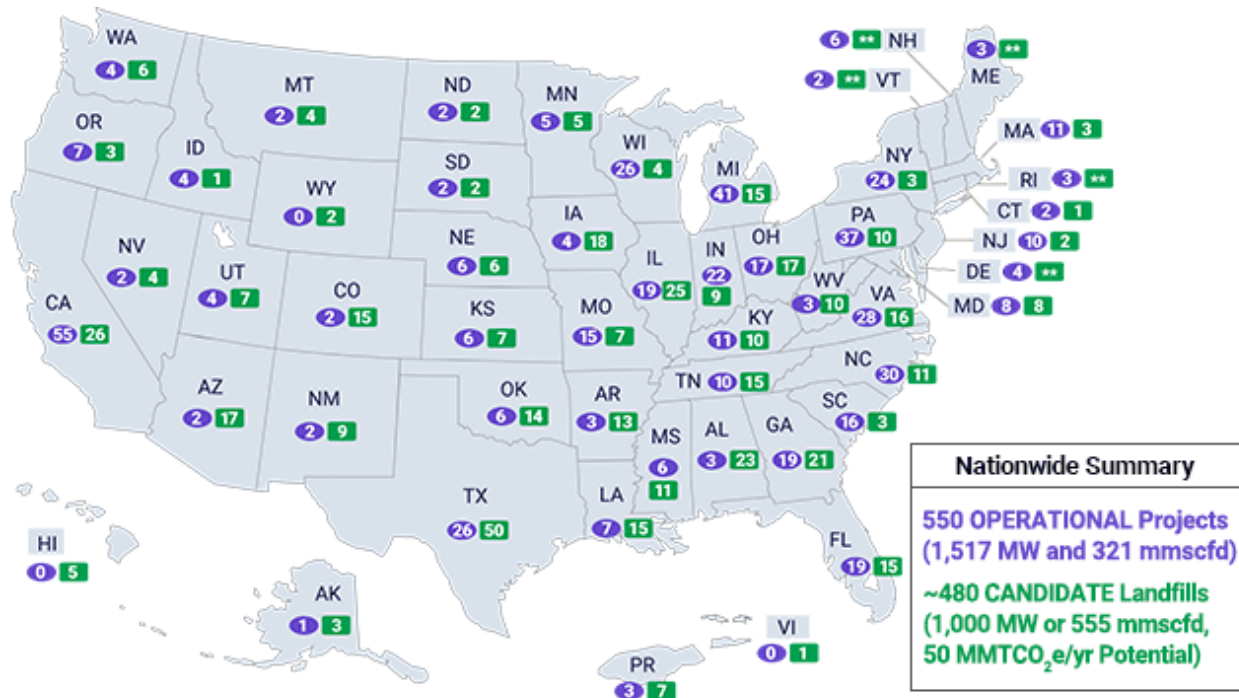 WA
4 6
MT
2 4
ND
2 2
MN
5 5
6 ** NH
2 ** VT
3 **
ME
OR
7 3
ID
4 1
WY
0 2
SD
2 2
WI
26 4
MI
41 15
NY
24 3
MA 11 3
RI 3 **
CT 2 1
NJ 10 2
DE 4 **
MD 8 8
NV
2 4
UT
4 7
CO
2 15
NE
6 6
IA
4 18
IL
19 25
IN
22
9
OH
17 17
PA
37 10
WV
3 10
VA
28 16
CA
55 26
KS
6 7
MO
15 7
KY
11 10
NC
30 11
TN 10 15
SC
16 3
AZ
2 17
NM
2 9
OK
6 14
AR
3 13
MS
6
11
AL
3 23
GA
19 21
TX
26 50
LA
7 15
FL
19 15
HI
0 5
AK
1 3
PR
3 7
VI
0 1
Nationwide Summary
550 OPERATIONAL Projects
(1,517 MW and 321 mmscfd)
~480 CANDIDATE Landfills
(1,000 MW or 555 mmscfd,
50 MMTCO₂e/yr Potential)